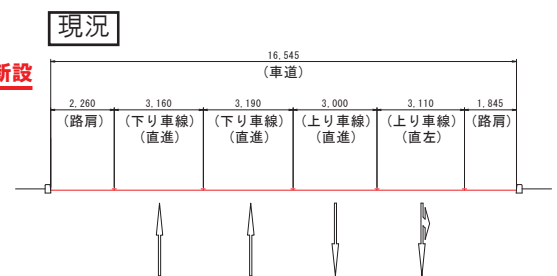 現況
新設
16,545
(車道)
2,260 3,160 3,190 3,000 3,110 1,845
(路肩) (下り車線) (下り車線) (上り車線) (上り車線) (路肩)
(直進) (直進) (直進) (直左)